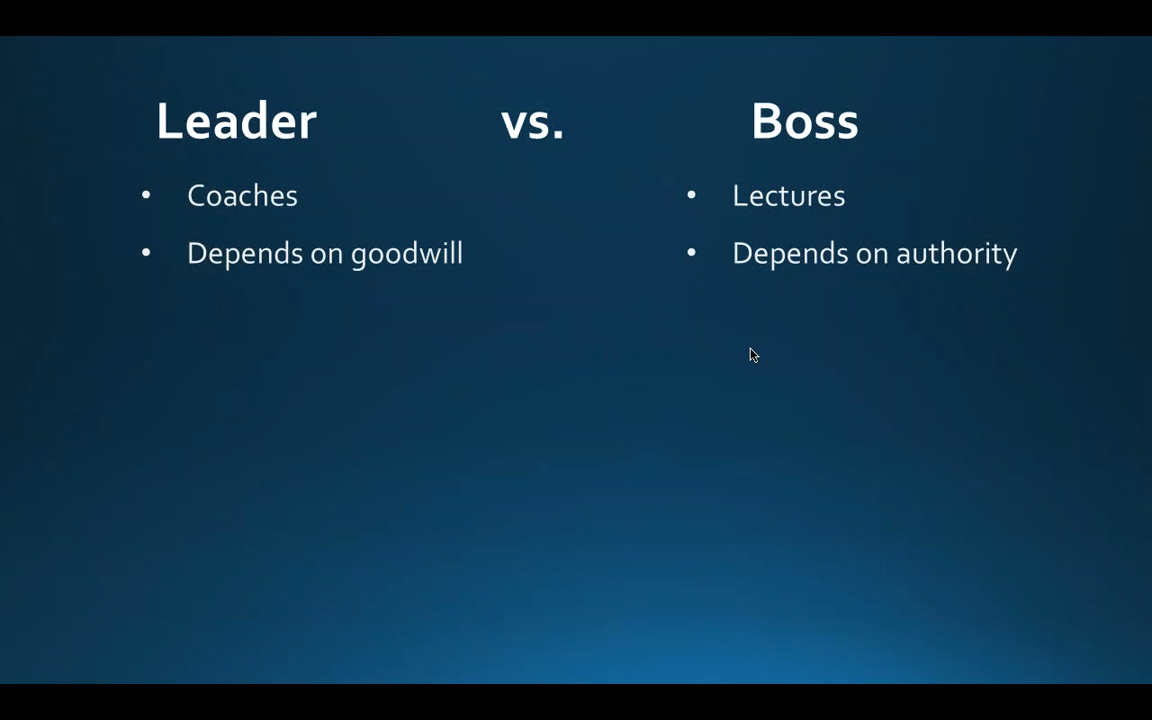 Leader vs. Boss
• Coaches
• Depends on goodwill
• Lectures
• Depends on authority